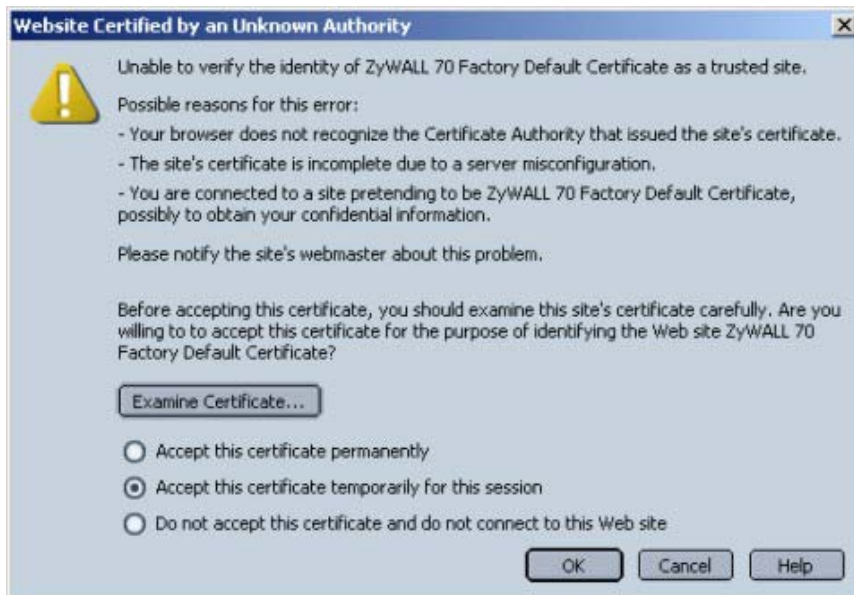 Website Certified by an Unknown Authority
Unable to verify the identity of ZyWALL 70 Factory Default Certificate as a trusted site.
Possible reasons for this error:
- Your browser does not recognize the Certificate Authority that issued the site's certificate.
- The site's certificate is incomplete due to a server misconfiguration.
- You are connected to a site pretending to be ZyWALL 70 Factory Default Certificate,
possibly to obtain your confidential information.
Please notify the site's webmaster about this problem.
Before accepting this certificate, you should examine this site's certificate carefully. Are you
willing to to accept this certificate for the purpose of identifying the Web site ZyWALL 70
Factory Default Certificate?
Examine Certificate...
Accept this certificate permanently
Accept this certificate temporarily for this session
Do not accept this certificate and do not connect to this Web site
OK Cancel Help